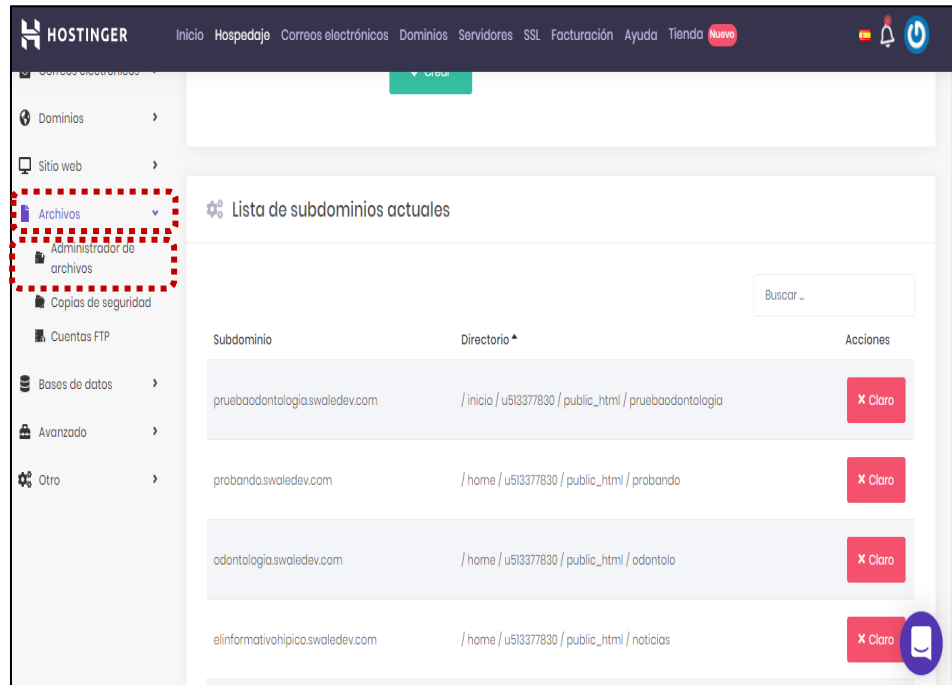 HOSTINGER
Inicio Hospedaje Correos electrónicos Dominios Servidores SSL Facturación Ayuda Tienda Nuevo
Correos electrónicos
Crear
Dominios
Sitio web
Archivos
Lista de subdominios actuales
Administrador de
archivos
Copias de seguridad
Buscar ...
Cuentas FTP
Subdominio Directorio Acciones
Bases de datos
pruebaodontologia.swaledev.com / inicio / u513377830 / public_html / pruebaodontologia Claro
Avanzado
Otro
probando.swaledev.com / home / u513377830 / public_html / probando Claro
odontologia.swaledev.com / home / u513377830 / public_html / odontolo Claro
elinformativohipico.swaledev.com / home / u513377830 / public_html / noticias Claro